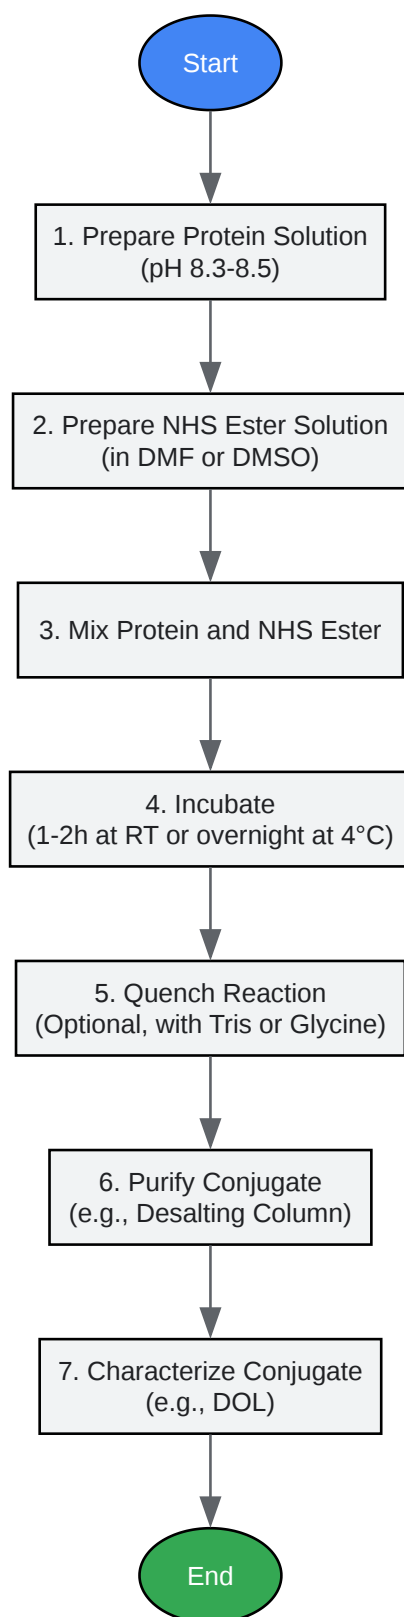 Start
1. Prepare Protein Solution
(pH 8.3-8.5)
2. Prepare NHS Ester Solution
(in DMF or DMSO)
3. Mix Protein and NHS Ester
4. Incubate
(1-2h at RT or overnight at 4°C)
5. Quench Reaction
(Optional, with Tris or Glycine)
6. Purify Conjugate
(e.g., Desalting Column)
7. Characterize Conjugate
(e.g., DOL)
End